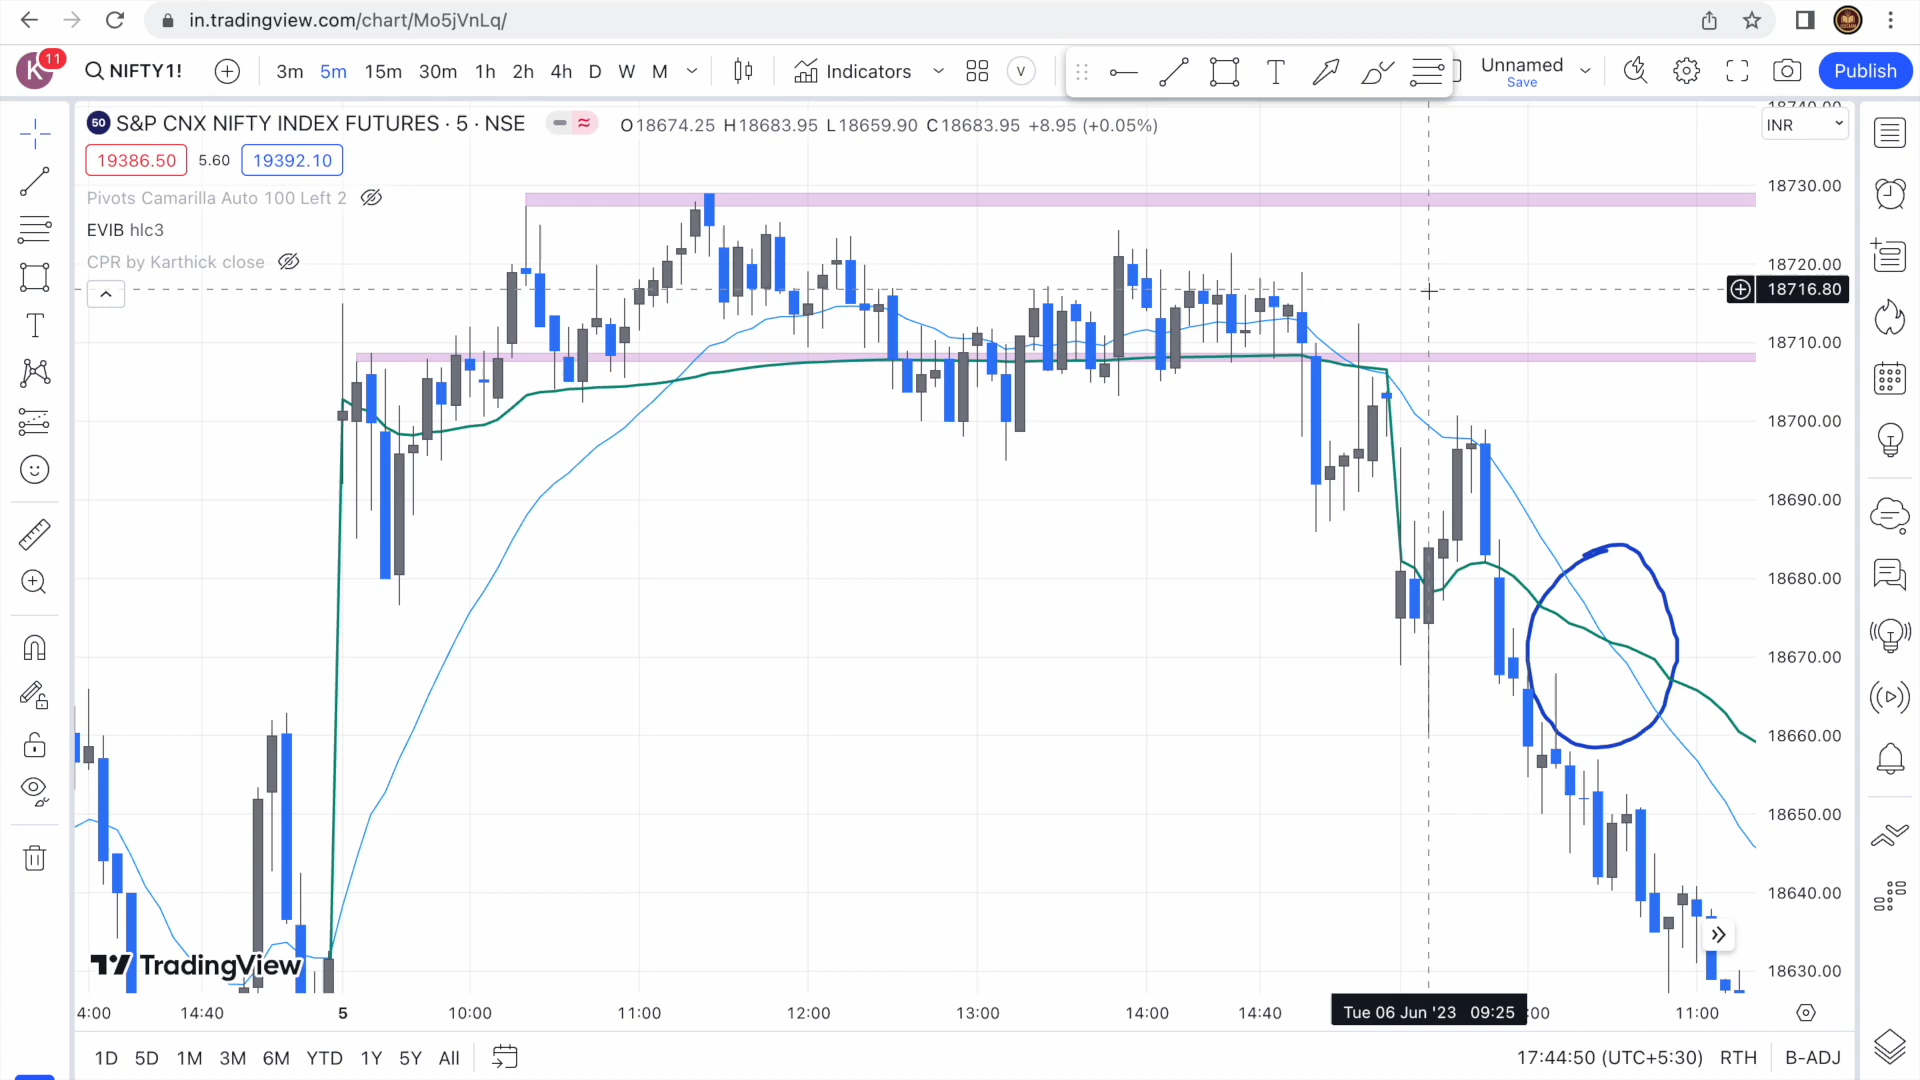 in.tradingview.com/chart/Mo5jVnLq/
K 11 NIFTY1! 3m 5m 15m 30m 1h 2h 4h D W M Indicators V T Unnamed Save Publish
50 S&P CNX NIFTY INDEX FUTURES · 5 · NSE O18674.25 H18683.95 L18659.90 C18683.95 +8.95 (+0.05%)
INR
19386.50 5.60 19392.10
Pivots Camarilla Auto 100 Left 2
EVIB hlc3
CPR by Karthick close
18740.00
18730.00
18720.00
18716.80
18710.00
18700.00
18690.00
18680.00
18670.00
18660.00
18650.00
18640.00
18630.00
TradingView
4:00 14:40 5 10:00 11:00 12:00 13:00 14:00 14:40 Tue 06 Jun '23 09:25 :00 11:00
1D 5D 1M 3M 6M YTD 1Y 5Y All 17:44:50 (UTC+5:30) RTH B-ADJ